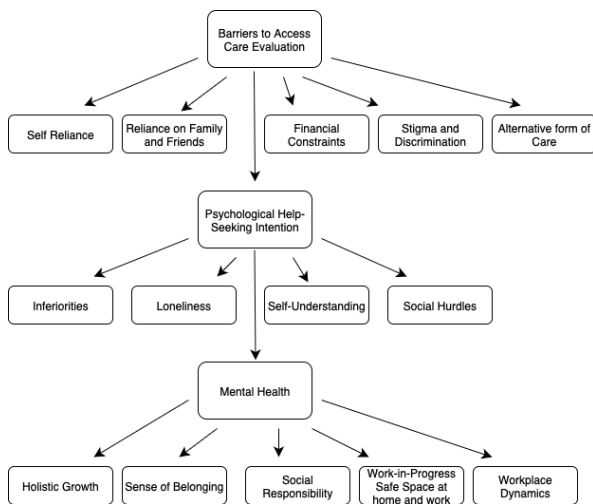 Barriers to Access
Care Evaluation
Self Reliance
Reliance on Family
and Friends
Financial
Constraints
Stigma and
Discrimination
Alternative form of
Care
Psychological Help-
Seeking Intention
Inferiorities
Loneliness
Self-Understanding
Social Hurdles
Mental Health
Holistic Growth
Sense of Belonging
Social
Responsibility
Work-in-Progress
Safe Space at
home and work
Workplace
Dynamics